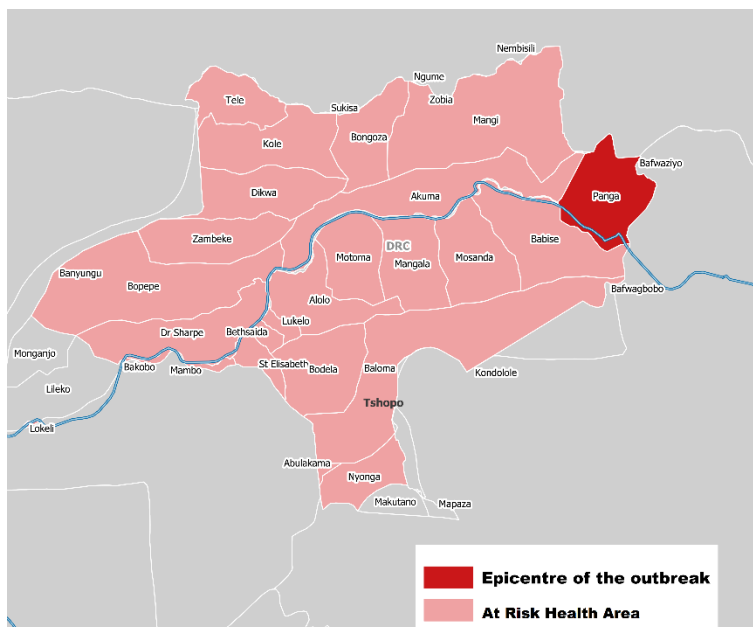 Nembisili
Ngume
Tele
Sukisa
Zobia
Mangi
Kole
Bongoza
Bafwaziyo
Dikwa
Akuma
Panga
Zambeke
DRC
Babise
Motoma
Mangala
Mosanda
Banyungu
Bopepe
Bafwagbobo
Alolo
Lukelo
Dr Sharpe
Bethsaida
Monganjo
St Elisabeth
Bodela
Baloma
Bakobo
Mambo
Kondolole
Lileko
Tshopo
Lokeli
Abulakama
Nyonga
Makutano
Mapaza
Epicentre of the outbreak
At Risk Health Area